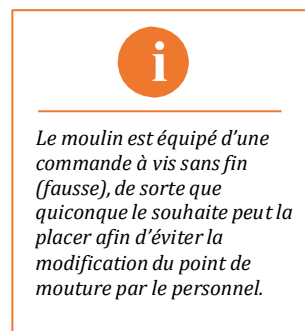 i
Le moulin est équipé d'une
commande à vis sans fin
(fausse), de sorte que
quiconque le souhaite peut la
placer afin d'éviter la
modification du point de
mouture par le personnel.